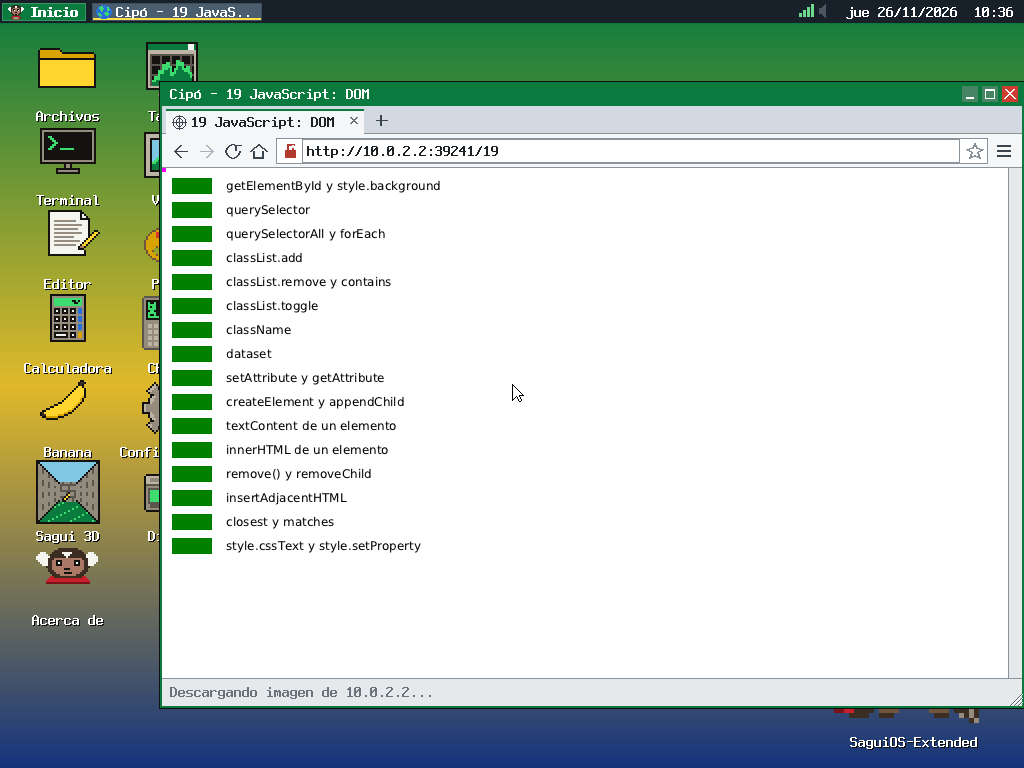 Inicio
Cipó - 19 JavaS..
jue 26/11/2026 10:36
Archivos
Terminal
Editor
Calculadora
Banana
Sagui 3D
Acerca de
Cipó - 19 JavaScript: DOM
19 JavaScript: DOM
http://10.0.2.2:39241/19
getElementById y style.background
querySelector
querySelectorAll y forEach
classList.add
classList.remove y contains
classList.toggle
className
dataset
setAttribute y getAttribute
createElement y appendChild
textContent de un elemento
innerHTML de un elemento
remove() y removeChild
insertAdjacentHTML
closest y matches
style.cssText y style.setProperty
Descargando imagen de 10.0.2.2...
SaguiOS-Extended